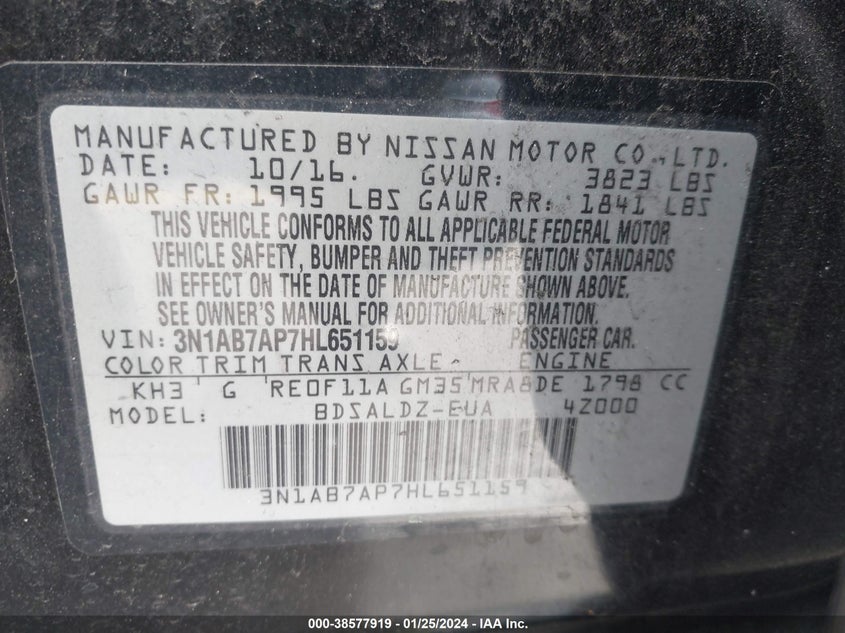 MANUFACTURED BY NISSAN MOTOR CO., LTD.
DATE: 10/16. GVWR: 3823 LBS
GAWR FR: 1995 LBS GAWR RR: 1841 LBS
THIS VEHICLE CONFORMS TO ALL APPLICABLE FEDERAL MOTOR
VEHICLE SAFETY, BUMPER AND THEFT PREVENTION STANDARDS
IN EFFECT ON THE DATE OF MANUFACTURE SHOWN ABOVE.
SEE OWNER'S MANUAL FOR ADDITIONAL INFORMATION.
VIN: 3N1AB7AP7HL651159 PASSENGER CAR.
COLOR TRIM TRANS AXLE ENGINE
KH3 G RE0F11A GM35 MRA8DE 1798 CC
MODEL: BDSALDZ-EUA 4Z000
3N1AB7AP7HL651159
000-38577919 - 01/25/2024 - IAA Inc.